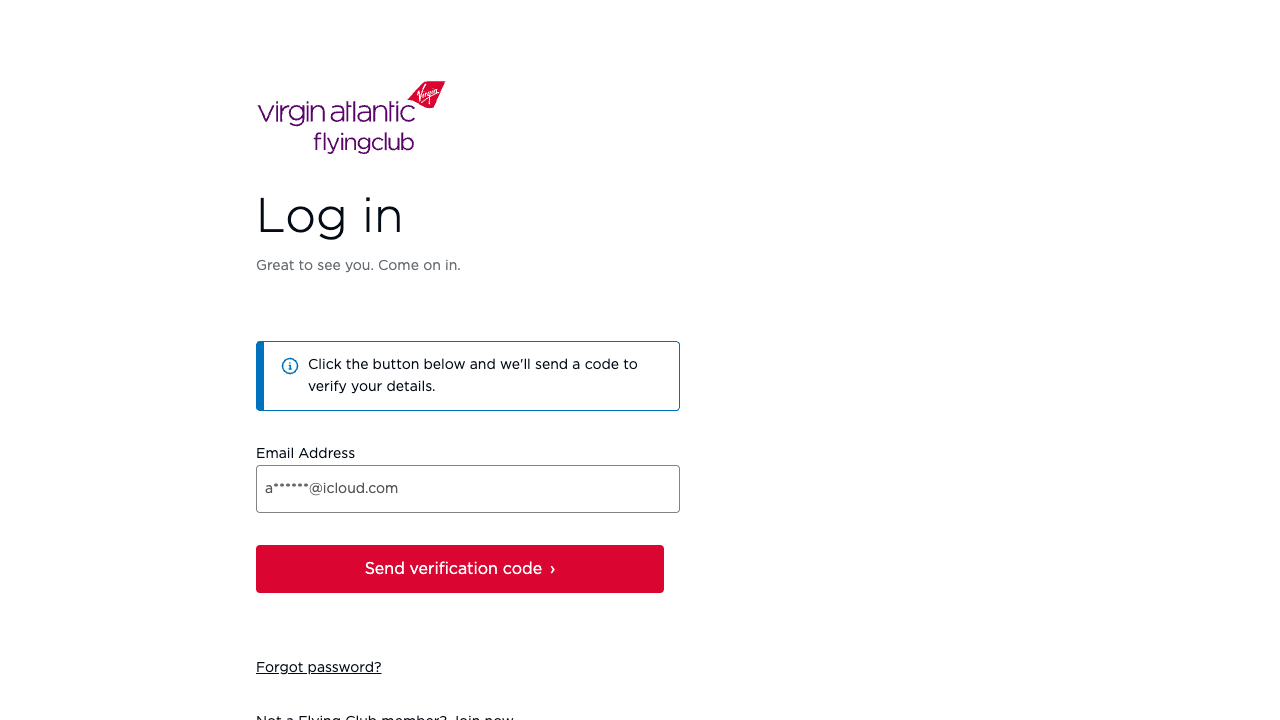 virgin atlantic
Virgin
flyingclub
Log in
Great to see you. Come on in.
Click the button below and we'll send a code to
verify your details.
Email Address
a******@icloud.com
Send verification code ›
Forgot password?
Not a Flying Club member? Join now